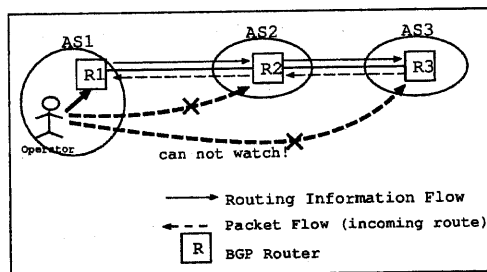 AS1 AS2 AS3
R1 R2 R3
Operator
can not watch!
Routing Information Flow
Packet Flow (incoming route)
R BGP Router